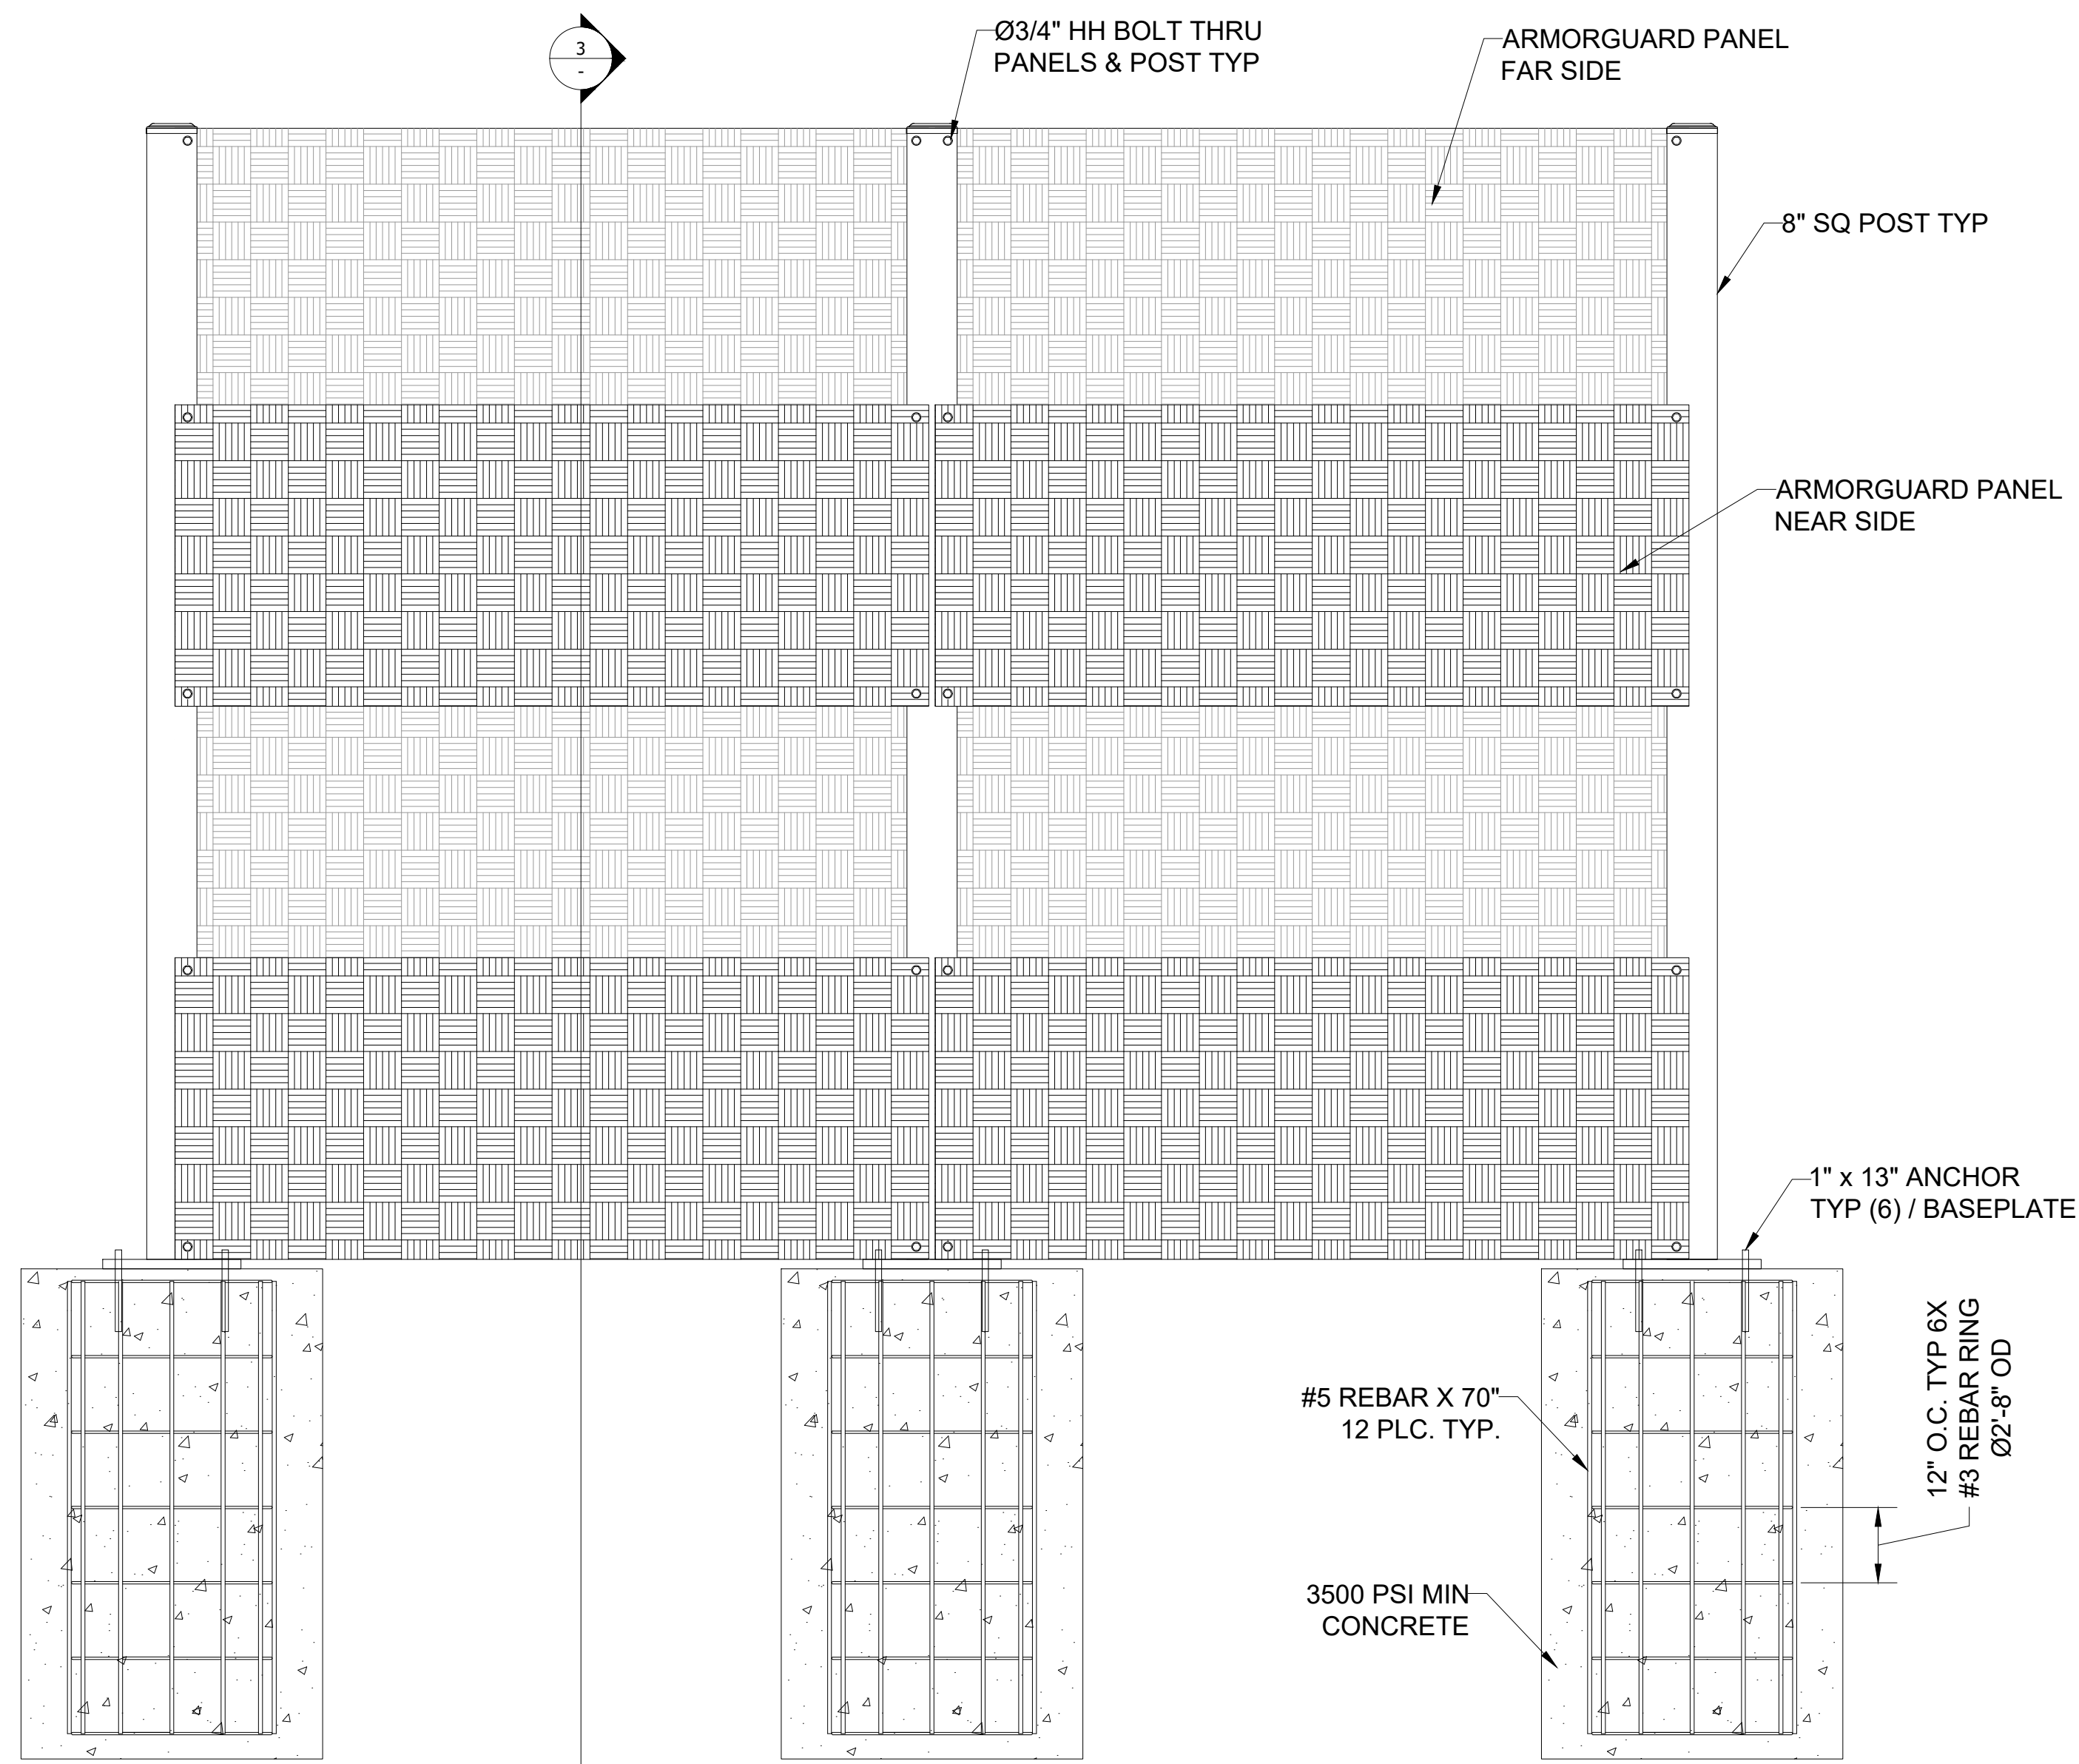 3
-
Ø3/4" HH BOLT THRU
PANELS & POST TYP
ARMORGUARD PANEL
FAR SIDE
8" SQ POST TYP
ARMORGUARD PANEL
NEAR SIDE
1" x 13" ANCHOR
TYP (6) / BASEPLATE
#5 REBAR X 70"
12 PLC. TYP.
12" O.C. TYP 6X
#3 REBAR RING
Ø2'-8" OD
3500 PSI MIN
CONCRETE